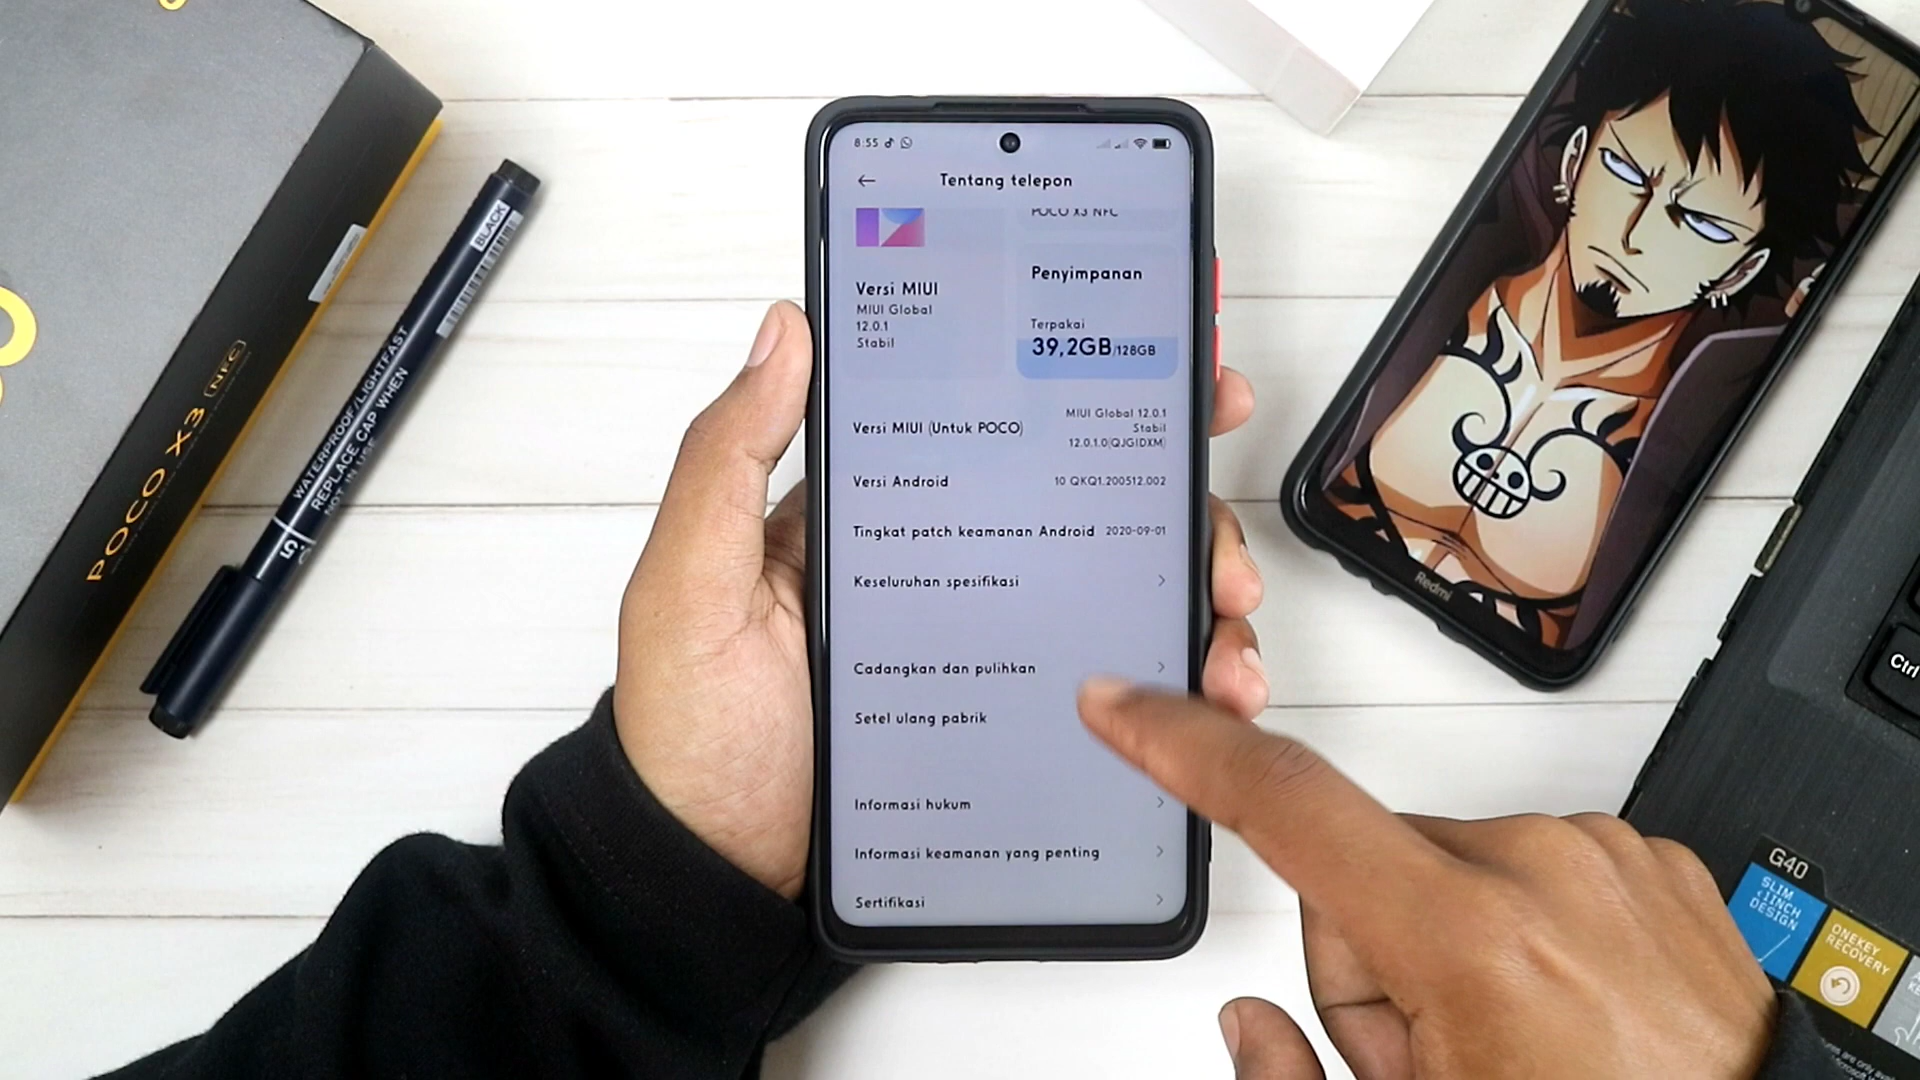 8:55
Tentang telepon
POCO X3 NFC
Versi MIUI
MIUI Global
12.0.1
Stabil
Penyimpanan
Terpakai
39,2GB/128GB
Versi MIUI (Untuk POCO)
MIUI Global 12.0.1
Stabil
12.0.1.0(QJGIDXM)
Versi Android
10 QKQ1.200512.002
Tingkat patch keamanan Android
2020-09-01
Keseluruhan spesifikasi
Cadangkan dan pulihkan
Setel ulang pabrik
Informasi hukum
Informasi keamanan yang penting
Sertifikasi
POCO X3 NFC
BLACK
WATERPROOF/LIGHTFAST
REPLACE CAP WHEN
NOT IN USE
Redmi
Ctrl
G40
SLIM
<1INCH
DESIGN
ONEKEY
RECOVERY